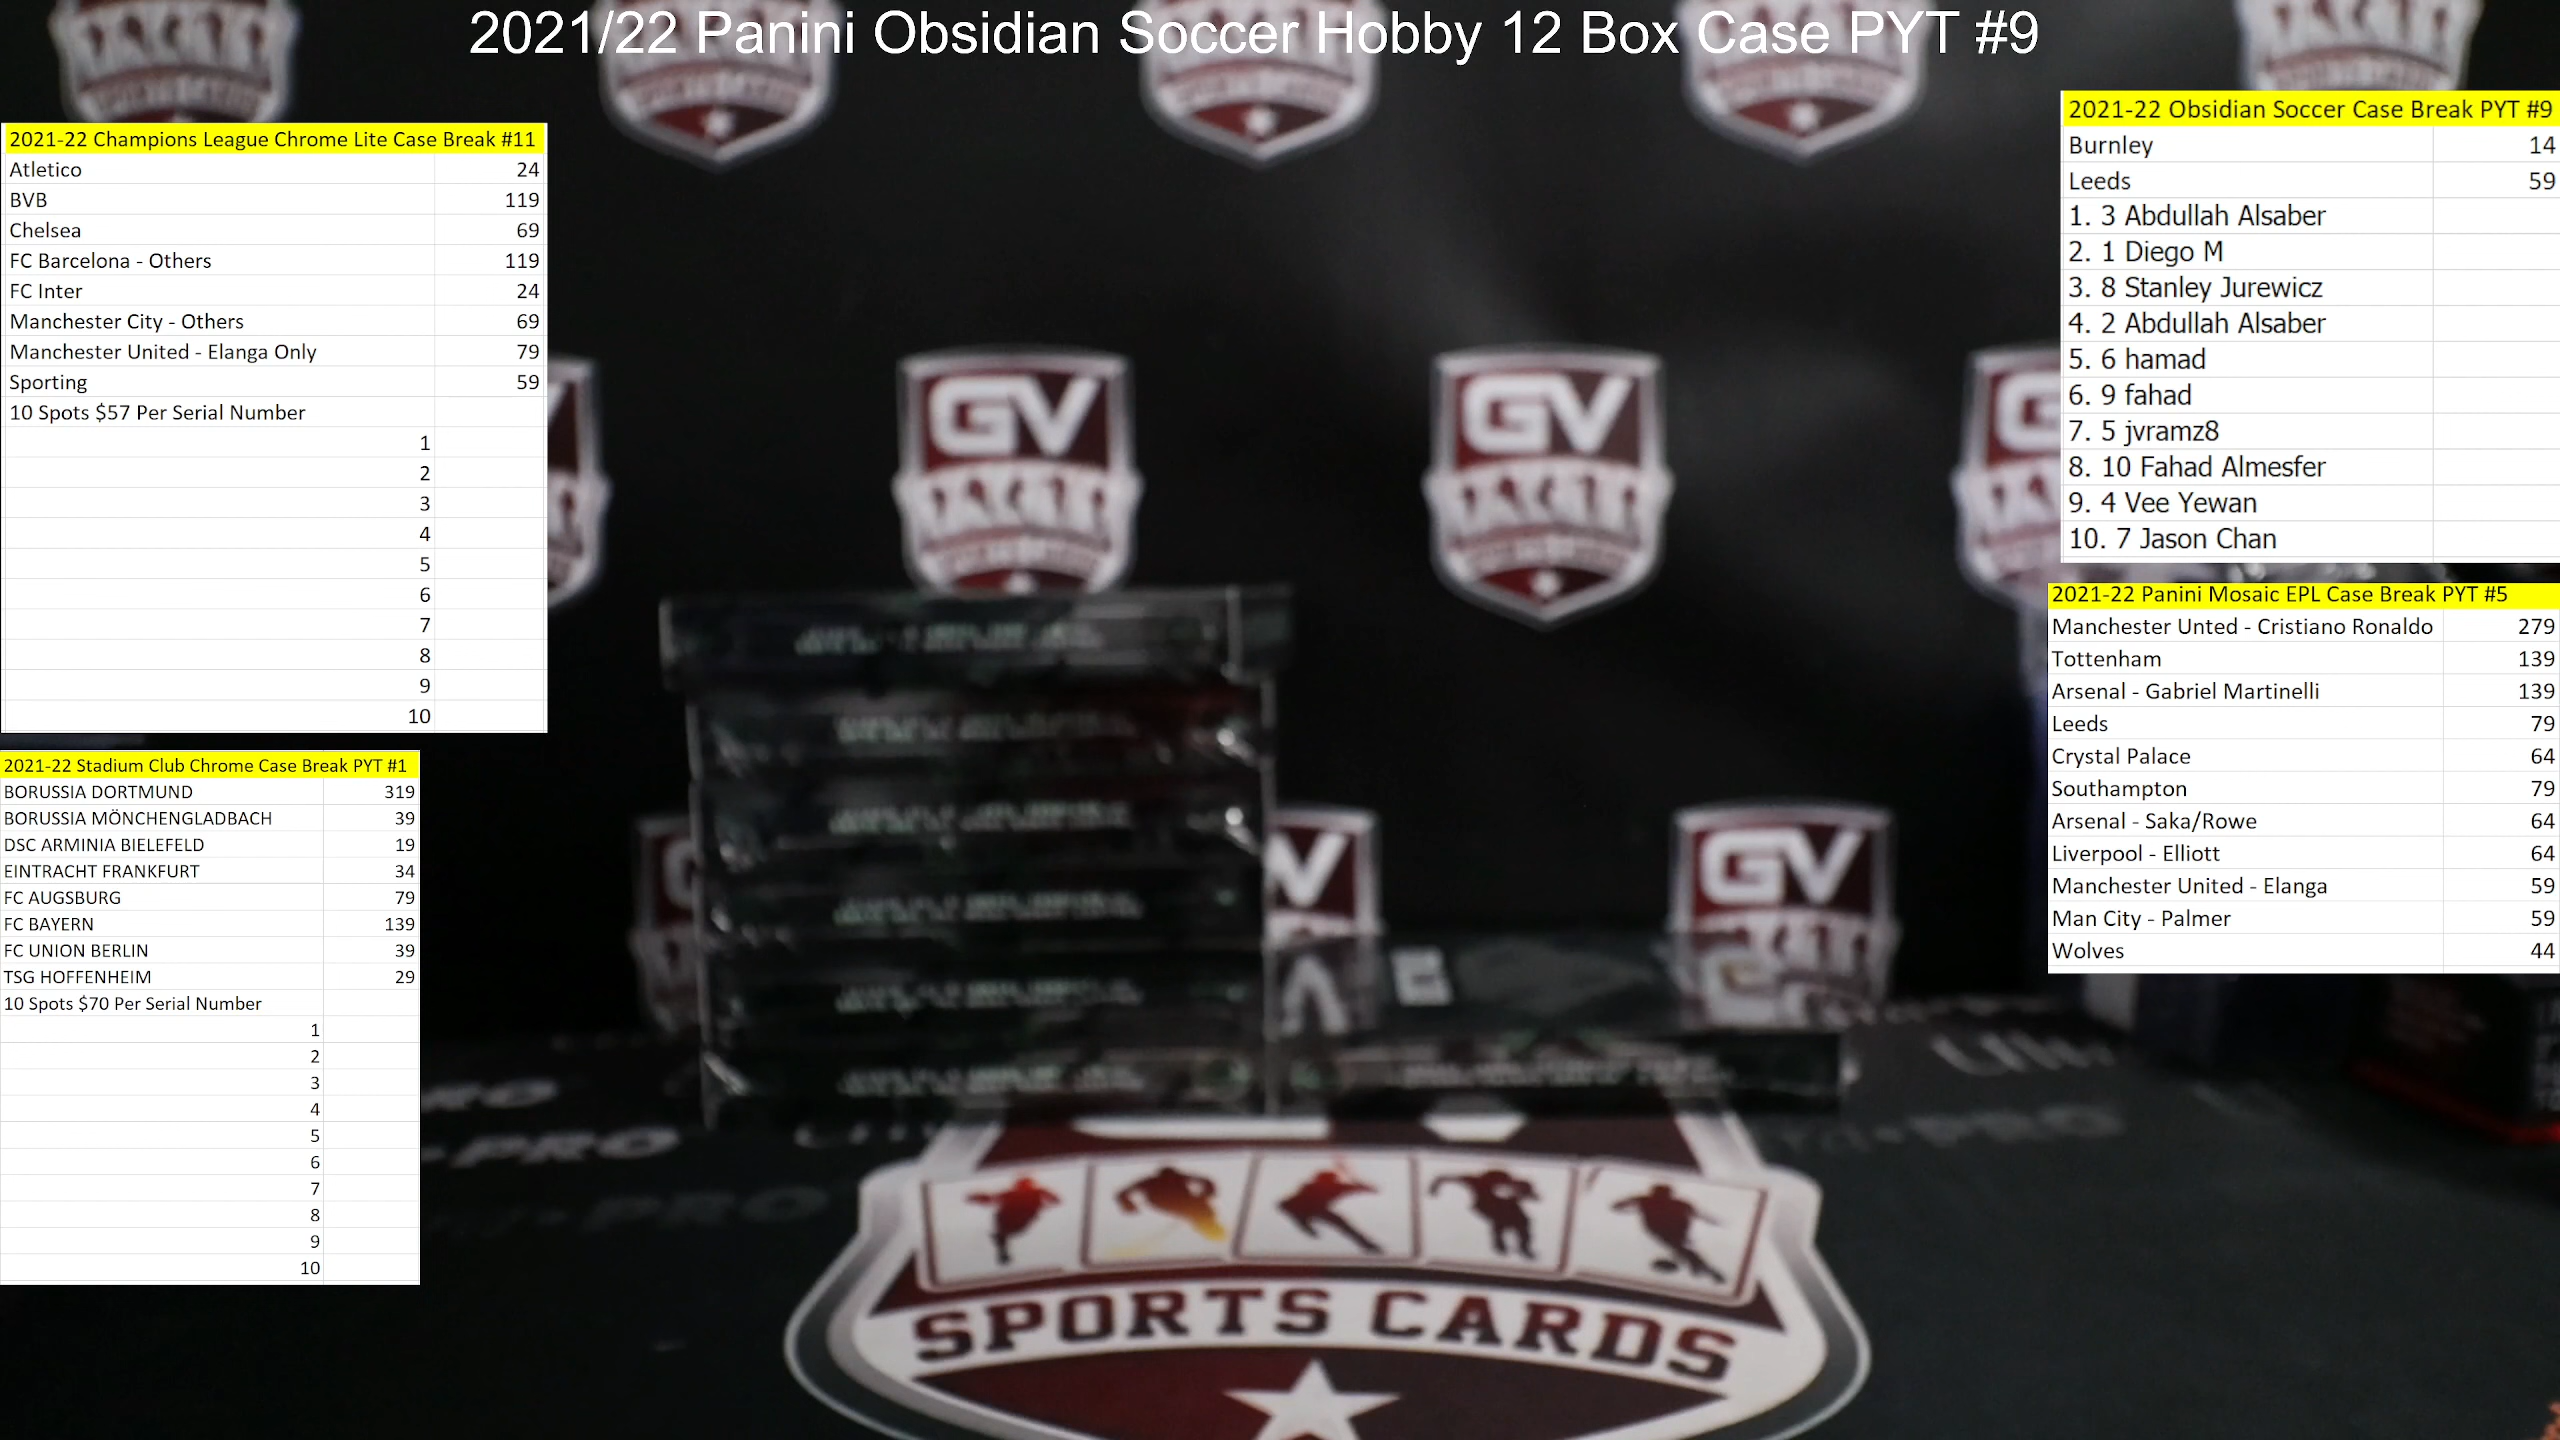 2021/22 Panini Obsidian Soccer Hobby 12 Box Case PYT #9
2021-22 Champions League Chrome Lite Case Break #11
Atletico 24
BVB 119
Chelsea 69
FC Barcelona - Others 119
FC Inter 24
Manchester City - Others 69
Manchester United - Elanga Only 79
Sporting 59
10 Spots $57 Per Serial Number
1
2
3
4
5
6
7
8
9
10
2021-22 Stadium Club Chrome Case Break PYT #1
BORUSSIA DORTMUND 319
BORUSSIA MÖNCHENGLADBACH 39
DSC ARMINIA BIELEFELD 19
EINTRACHT FRANKFURT 34
FC AUGSBURG 79
FC BAYERN 139
FC UNION BERLIN 39
TSG HOFFENHEIM 29
10 Spots $70 Per Serial Number
1
2
3
4
5
6
7
8
9
10
2021-22 Obsidian Soccer Case Break PYT #9
Burnley 14
Leeds 59
1. 3 Abdullah Alsaber
2. 1 Diego M
3. 8 Stanley Jurewicz
4. 2 Abdullah Alsaber
5. 6 hamad
6. 9 fahad
7. 5 jvramz8
8. 10 Fahad Almesfer
9. 4 Vee Yewan
10. 7 Jason Chan
2021-22 Panini Mosaic EPL Case Break PYT #5
Manchester Unted - Cristiano Ronaldo 279
Tottenham 139
Arsenal - Gabriel Martinelli 139
Leeds 79
Crystal Palace 64
Southampton 79
Arsenal - Saka/Rowe 64
Liverpool - Elliott 64
Manchester United - Elanga 59
Man City - Palmer 59
Wolves 44
GV
GV
GV
PRO
PRO
PRO
PRO
SPORTS CARDS